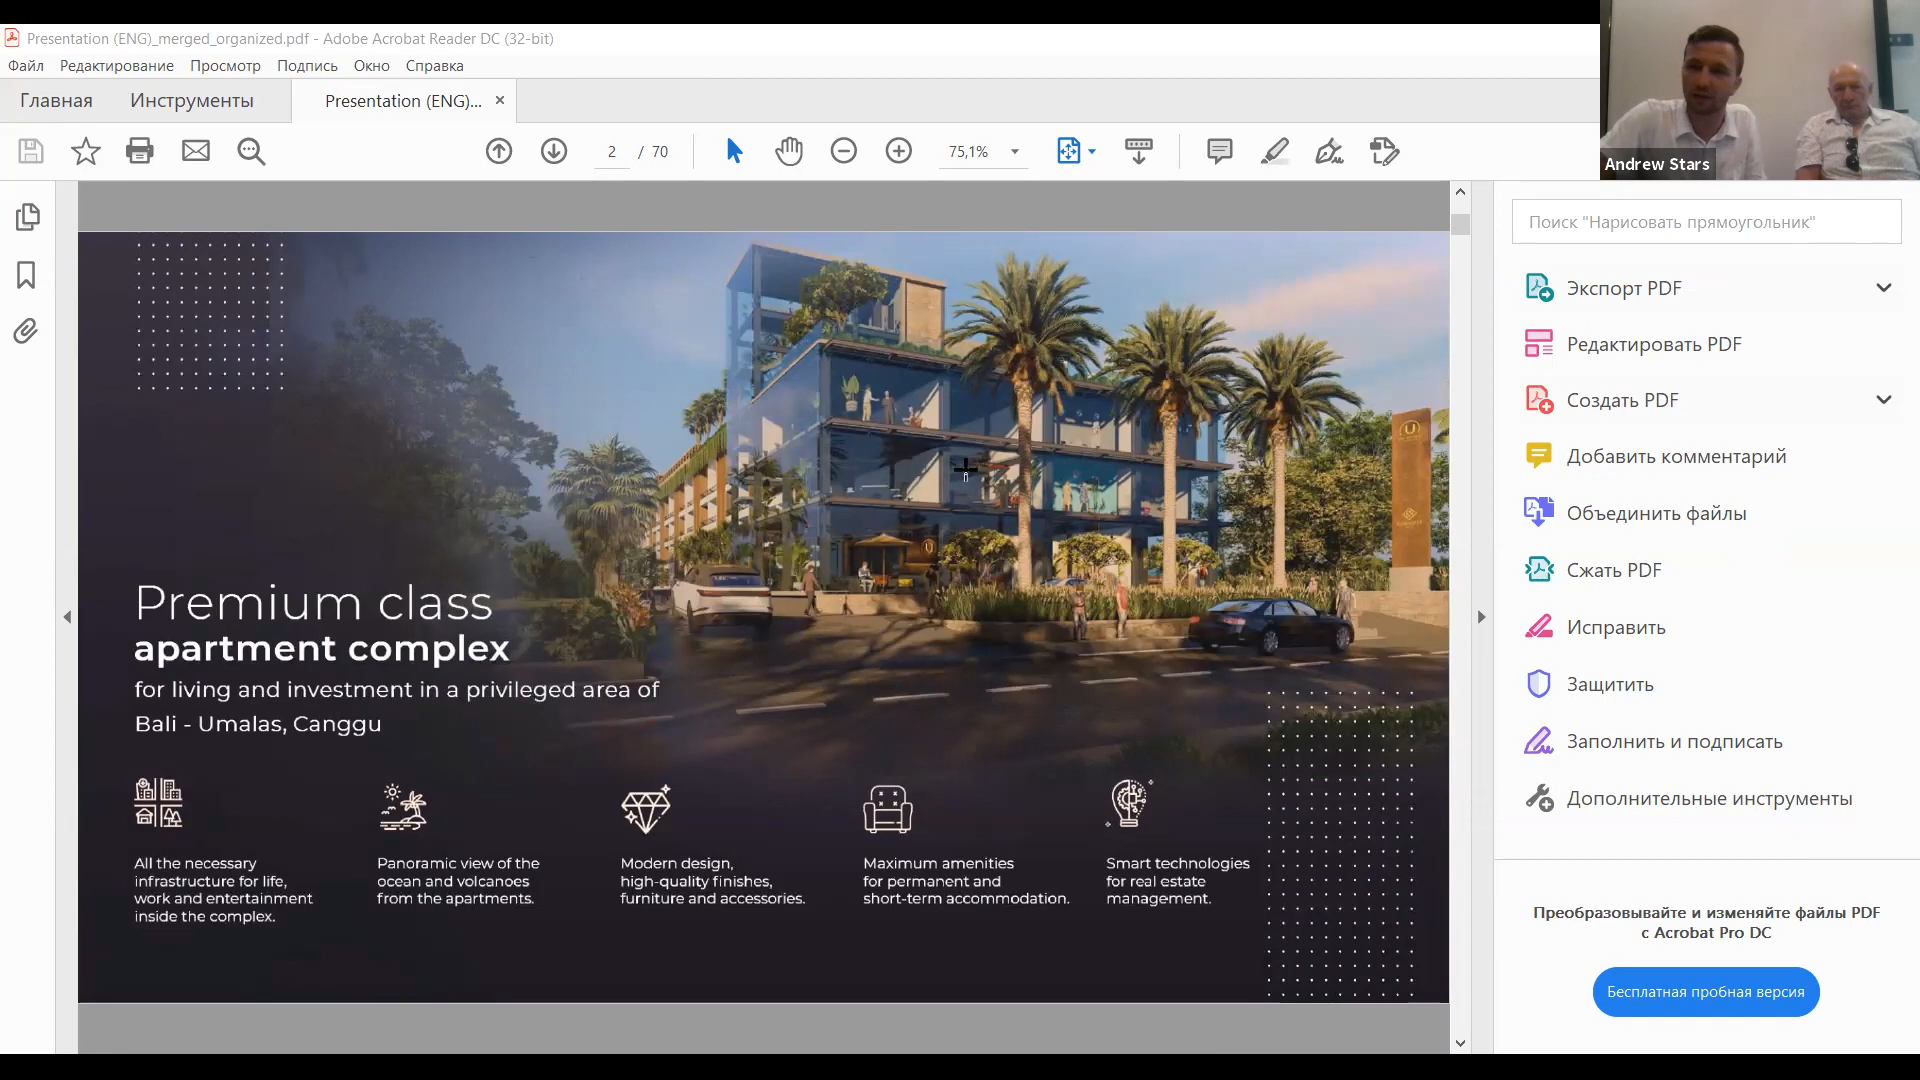 Presentation (ENG)_merged_organized.pdf - Adobe Acrobat Reader DC (32-bit)
Файл Редактирование Просмотр Подпись Окно Справка
Главная Инструменты Presentation (ENG)... ×
2 / 70 75,1%
Andrew Stars
Premium class
apartment complex
for living and investment in a privileged area of
Bali - Umalas, Canggu
All the necessary
infrastructure for life,
work and entertainment
inside the complex.
Panoramic view of the
ocean and volcanoes
from the apartments.
Modern design,
high-quality finishes,
furniture and accessories.
Maximum amenities
for permanent and
short-term accommodation.
Smart technologies
for real estate
management.
Поиск "Нарисовать прямоугольник"
Экспорт PDF
Редактировать PDF
Создать PDF
Добавить комментарий
Объединить файлы
Сжать PDF
Исправить
Защитить
Заполнить и подписать
Дополнительные инструменты
Преобразовывайте и изменяйте файлы PDF
с Acrobat Pro DC
Бесплатная пробная версия